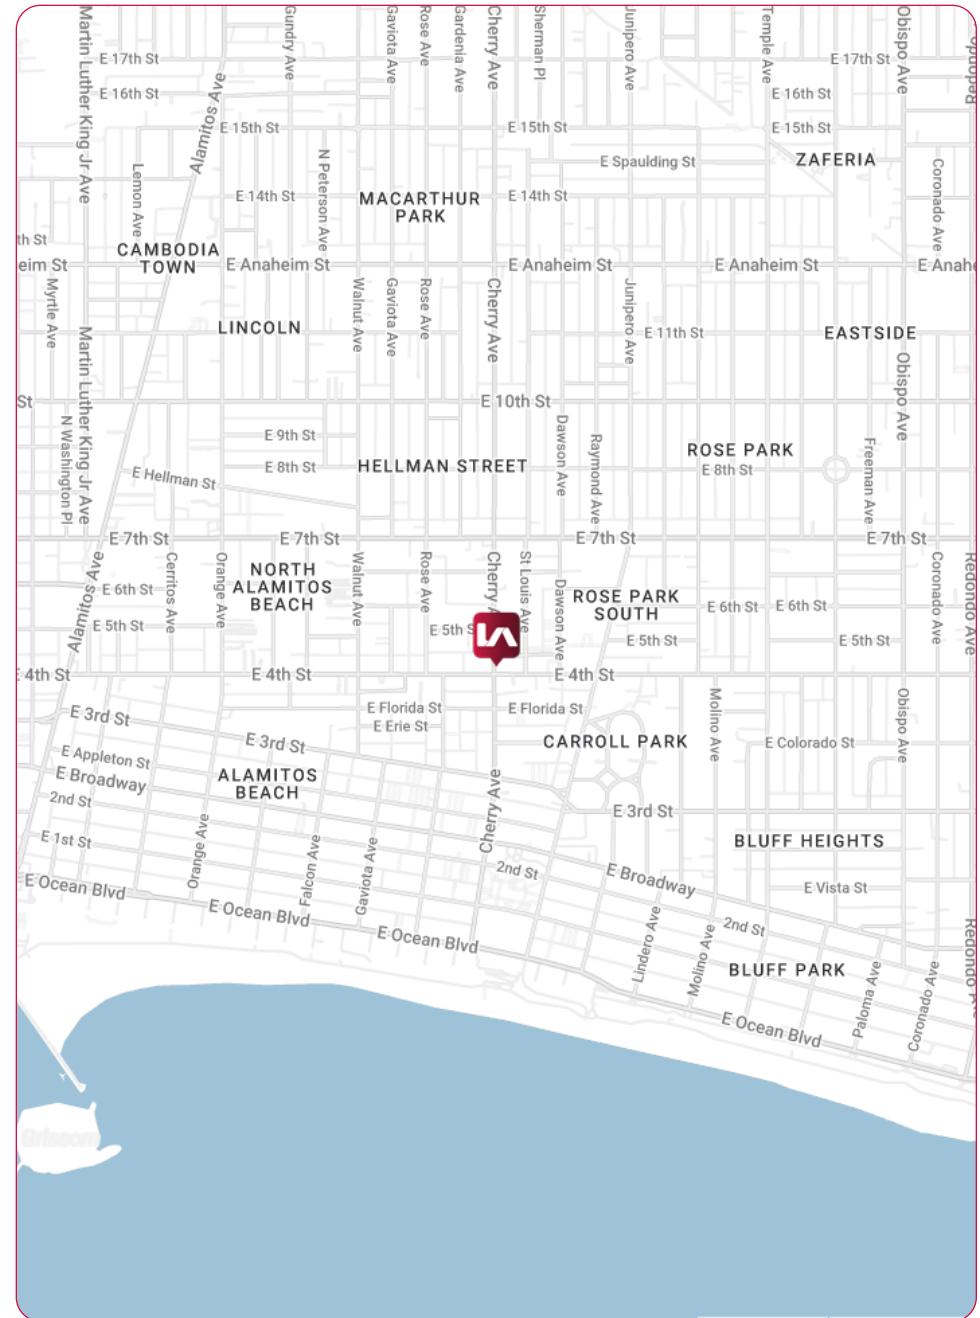 Martin Luther King Jr Ave
Gundry Ave
Gaviota Ave
Rose Ave
Gardenia Ave
Cherry Ave
Sherman Pl
Junipero Ave
Temple Ave
Obispo Ave
E 17th St
E 17th St
Alamitos Ave
E 16th St
E 16th St
E 15th St
E 15th St
E 15th St
N Peterson Ave
E Spaulding St
ZAFERIA
Lemon Ave
Coronado Ave
E 14th St
MACARTHUR
PARK
E 14th St
th St
CAMBODIA
TOWN
eim St
E Anaheim St
E Anaheim St
E Anaheim St
E Anahe
Myrtle Ave
Walnut Ave
Gaviota Ave
Rose Ave
Cherry Ave
Junipero Ave
Martin Luther King Jr Ave
LINCOLN
E 11th St
EASTSIDE
Obispo Ave
St
E 10th St
N Washington Pl
E 9th St
Dawson Ave
Raymond Ave
Freeman Ave
E Hellman St
E 8th St
HELLMAN STREET
ROSE PARK
E 8th St
E 7th St
E 7th St
E 7th St
E 7th St
Alamitos Ave
Cerritos Ave
Orange Ave
Walnut Ave
Rose Ave
Cherry A
St Louis Ave
Dawson Ave
Coronado Ave
Redondo Ave
NORTH
ALAMITOS
BEACH
E 6th St
ROSE PARK
SOUTH
E 6th St
E 6th St
E 5th St
E 5th S
E 5th St
E 5th St
E 4th St
E 4th St
E 4th St
E 3rd St
E Florida St
E Florida St
E Erie St
Molino Ave
Obispo Ave
E 3rd St
CARROLL PARK
E Colorado St
E Appleton St
E Broadway
ALAMITOS
BEACH
2nd St
Cherry Ave
E 3rd St
E 1st St
Orange Ave
Falcon Ave
Gaviota Ave
BLUFF HEIGHTS
2nd St
E Broadway
E Vista St
E Ocean Blvd
E Ocean Blvd
E Ocean Blvd
Lindero Ave
Molino Ave
2nd St
Redondo A
BLUFF PARK
Paloma Ave
Coronado Ave
E Ocean Blvd
Grissom